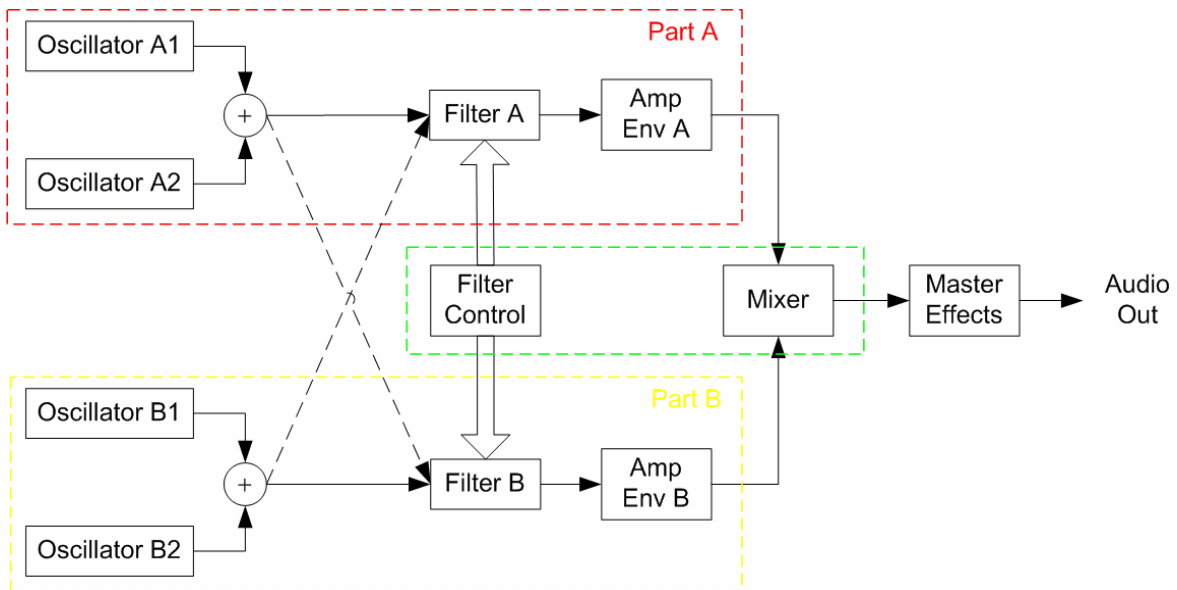 Part A
Oscillator A1
+
Oscillator A2
Filter A
Amp
Env A
Filter
Control
Mixer
Master
Effects
Audio
Out
Part B
Oscillator B1
+
Oscillator B2
Filter B
Amp
Env B